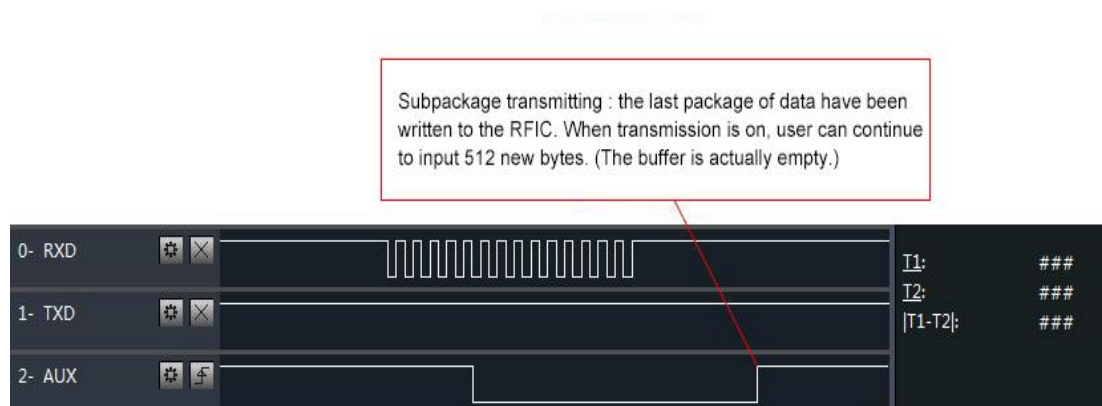 Subpackage transmitting : the last package of data have been
written to the RFIC. When transmission is on, user can continue
to input 512 new bytes. (The buffer is actually empty.)
0- RXD
T1: ###
1- TXD
T2: ###
|T1-T2|: ###
2- AUX